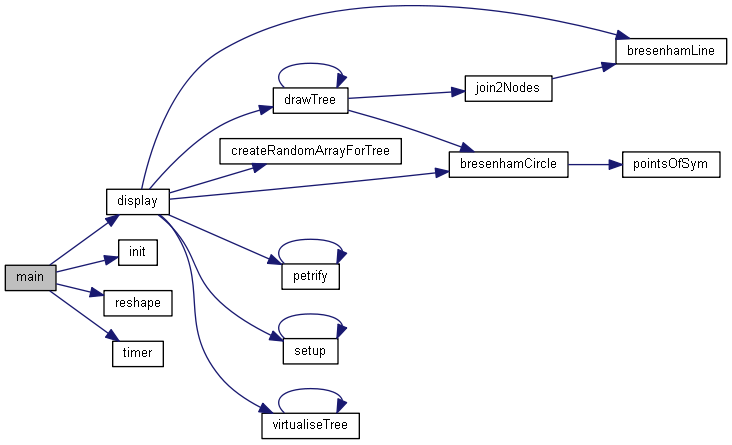 bresenhamLine
join2Nodes
drawTree
createRandomArrayForTree
bresenhamCircle
pointsOfSym
display
init
main
petrify
reshape
setup
timer
virtualiseTree